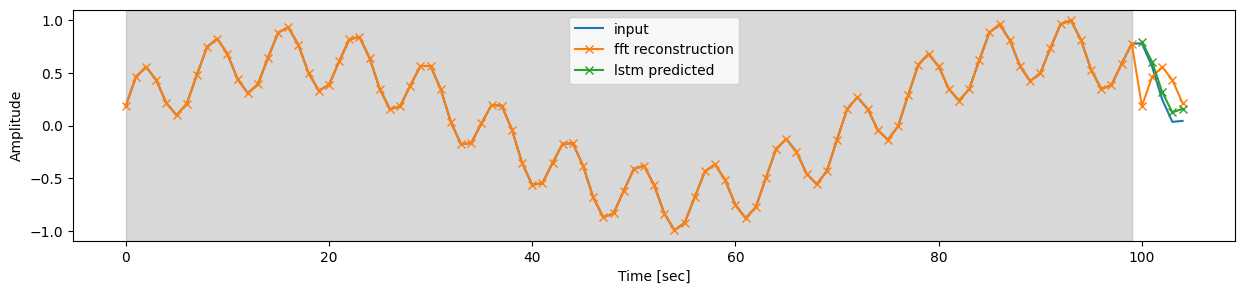 input
fft reconstruction
lstm predicted
Amplitude
1.0
0.5
0.0
−0.5
−1.0
0 20 40 60 80 100
Time [sec]